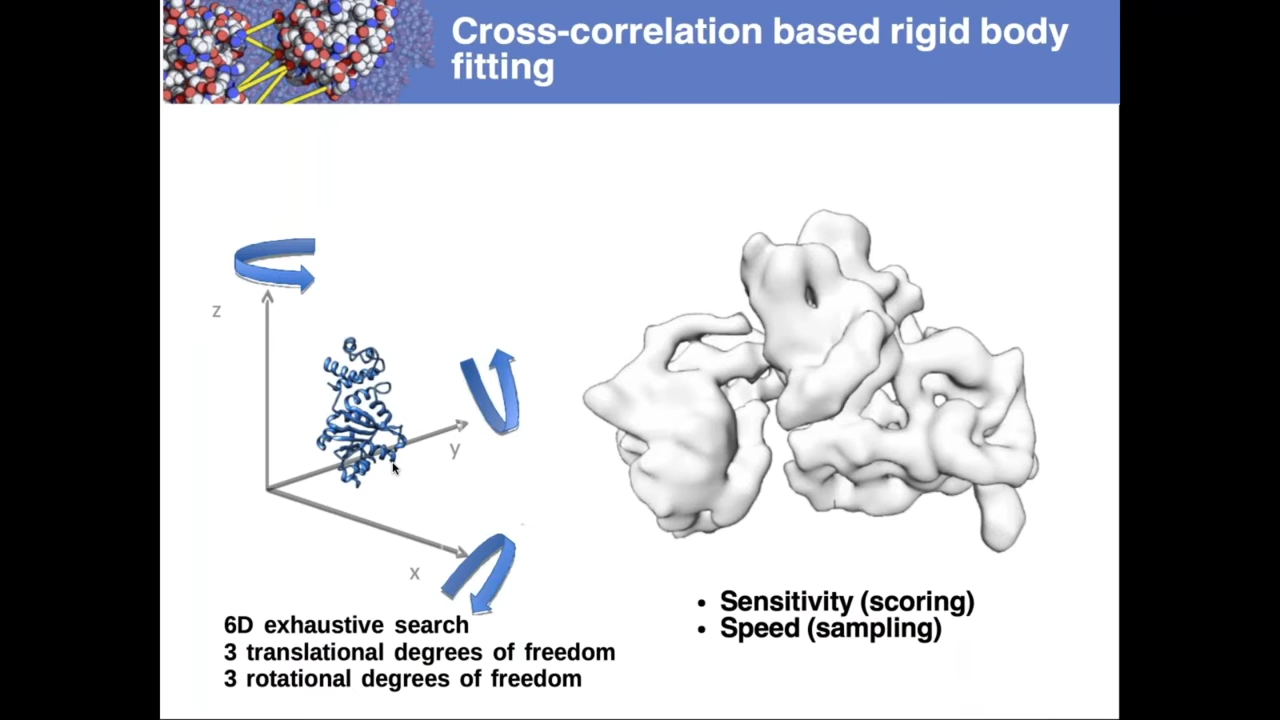 Cross-correlation based rigid body
fitting
z
y
x
6D exhaustive search
3 translational degrees of freedom
3 rotational degrees of freedom
• Sensitivity (scoring)
• Speed (sampling)